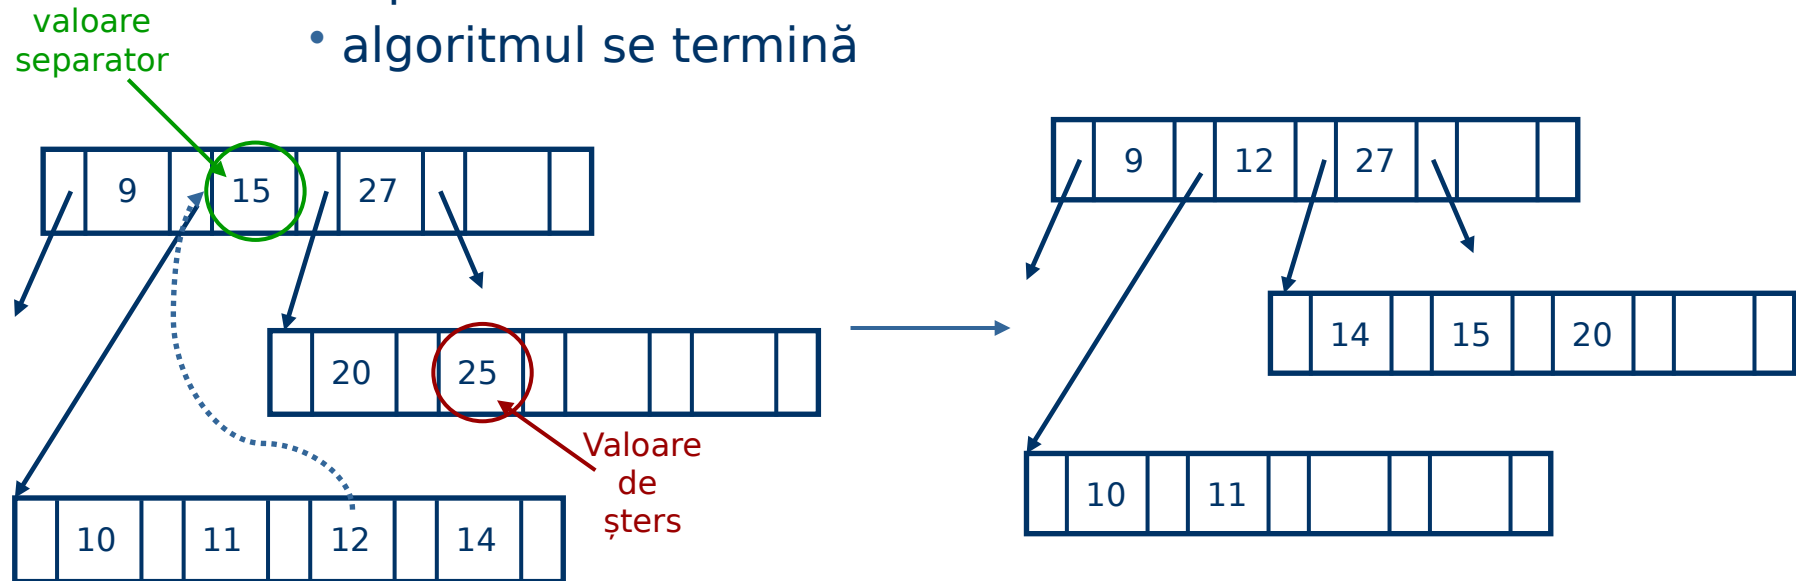 valoare
separator
• algoritmul se termină
9 15 27
20 25
Valoare
de
șters
10 11 12 14
9 12 27
14 15 20
10 11